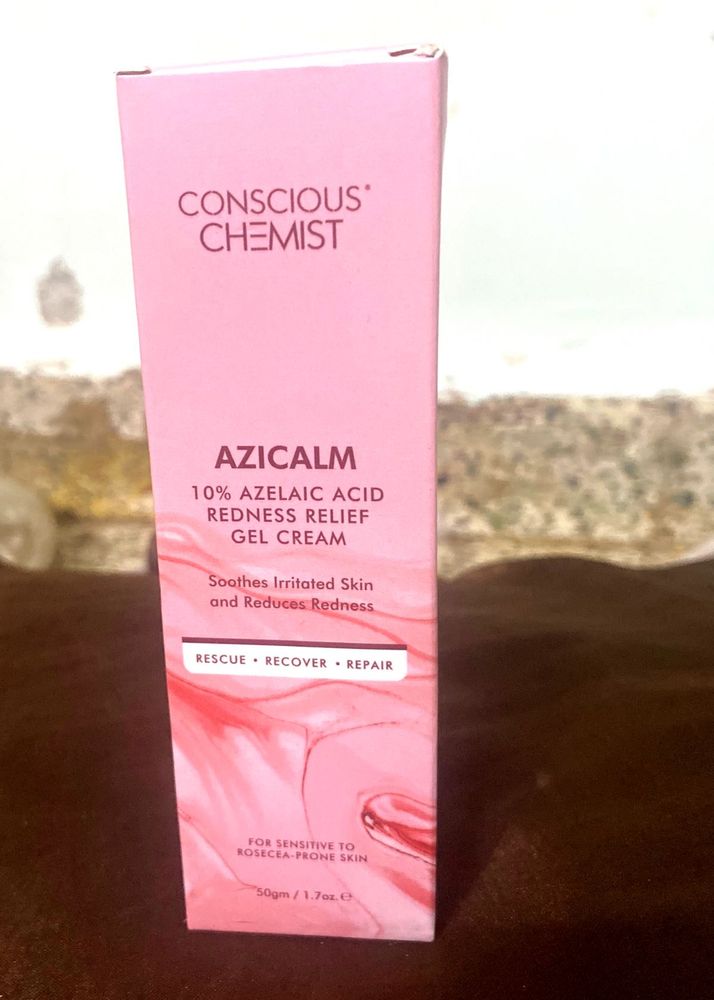 CONSCIOUS®
CHEMIST
AZICALM
10% AZELAIC ACID
REDNESS RELIEF
GEL CREAM
Soothes Irritated Skin
and Reduces Redness
RESCUE • RECOVER • REPAIR
FOR SENSITIVE TO
ROSECEA-PRONE SKIN
50gm / 1.7oz. ℮